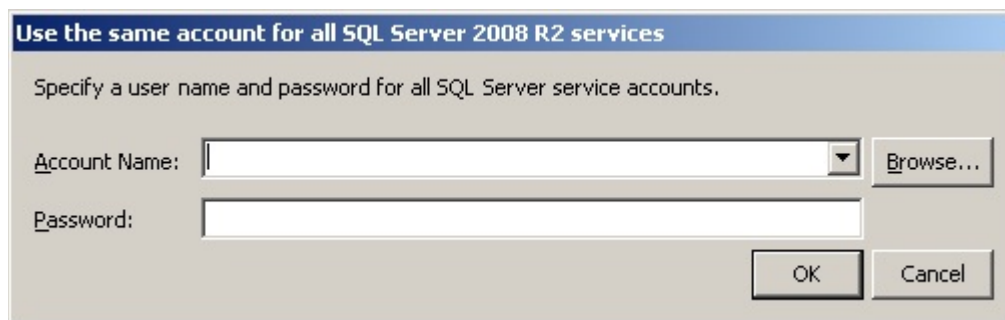 Use the same account for all SQL Server 2008 R2 services
Specify a user name and password for all SQL Server service accounts.
Account Name:
Browse...
Password:
OK
Cancel